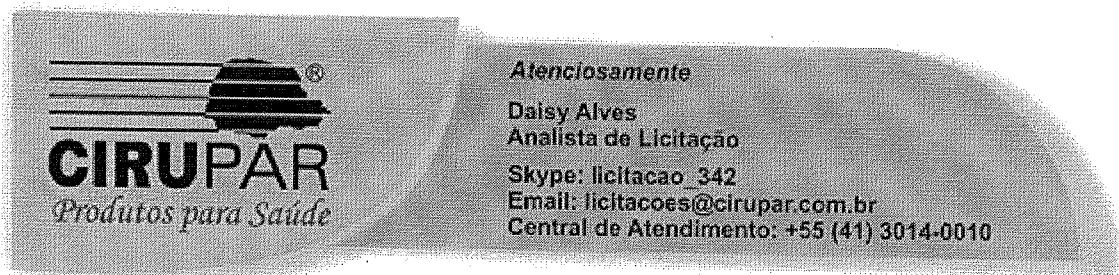 ®
CIRUPAR
Produtos para Saúde
Atenciosamente
Daisy Alves
Analista de Licitação
Skype: licitacao_342
Email: licitacoes@cirupar.com.br
Central de Atendimento: +55 (41) 3014-0010